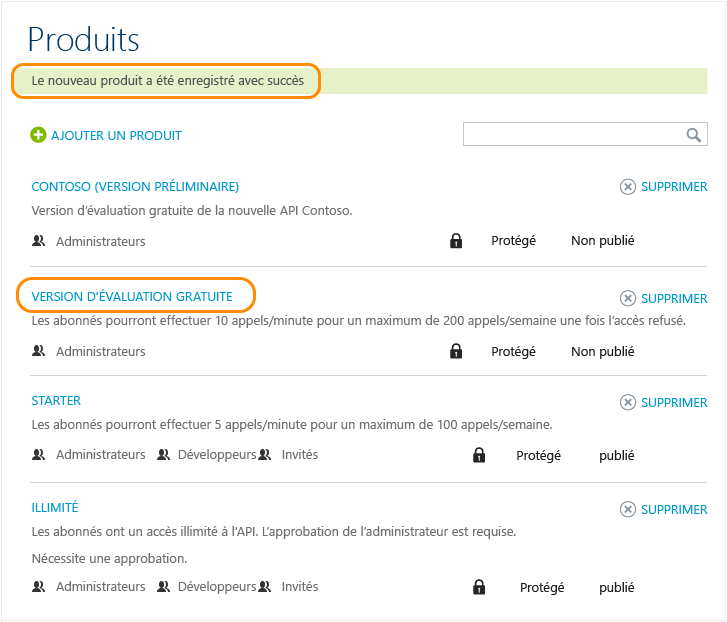 Produits
Le nouveau produit a été enregistré avec succès
AJOUTER UN PRODUIT
CONTOSO (VERSION PRÉLIMINAIRE) SUPPRIMER
Version d'évaluation gratuite de la nouvelle API Contoso.
Administrateurs Protégé Non publié
VERSION D'ÉVALUATION GRATUITE SUPPRIMER
Les abonnés pourront effectuer 10 appels/minute pour un maximum de 200 appels/semaine une fois l'accès refusé.
Administrateurs Protégé Non publié
STARTER SUPPRIMER
Les abonnés pourront effectuer 5 appels/minute pour un maximum de 100 appels/semaine.
Administrateurs Développeurs Invités Protégé publié
ILLIMITÉ SUPPRIMER
Les abonnés ont un accès illimité à l'API. L'approbation de l'administrateur est requise.
Nécessite une approbation.
Administrateurs Développeurs Invités Protégé publié